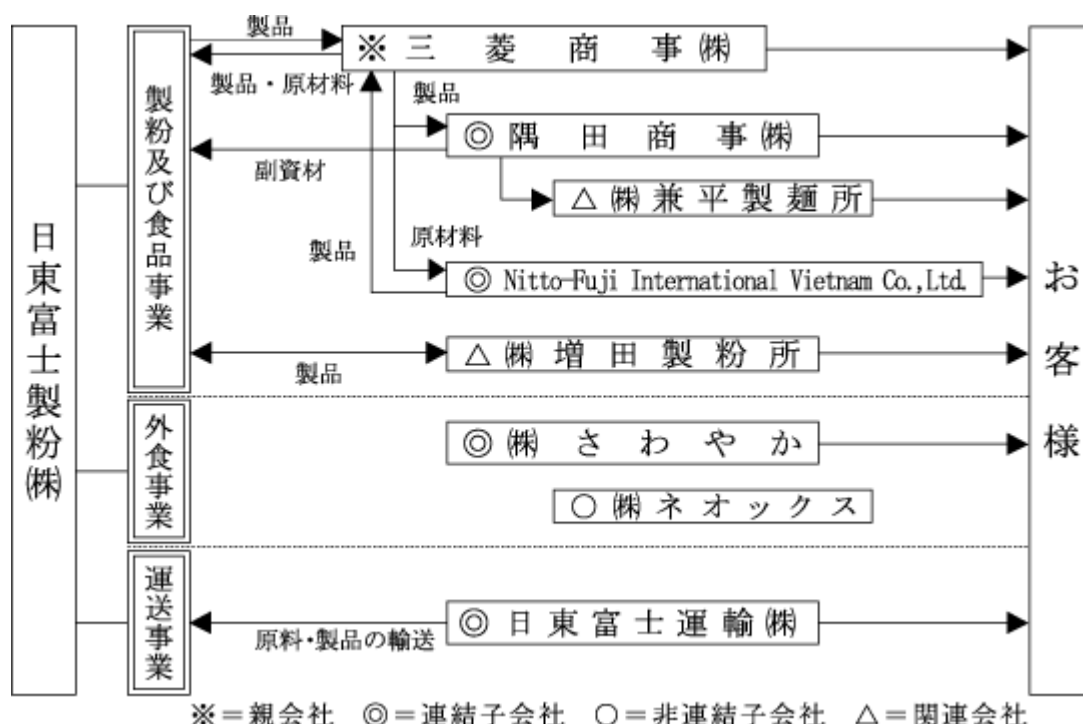 日東富士製粉㈱
製粉及び食品事業
製品
※三菱商事㈱
製品・原材料
製品
◎隅田商事㈱
副資材
△㈱兼平製麺所
原材料
製品
◎ Nitto-Fuji International Vietnam Co.,Ltd.
△㈱増田製粉所
製品
外食事業
◎㈱さわやか
○㈱ネオックス
運送事業
◎日東富士運輸㈱
原料・製品の輸送
お客様
※＝親会社　◎＝連結子会社　○＝非連結子会社　△＝関連会社